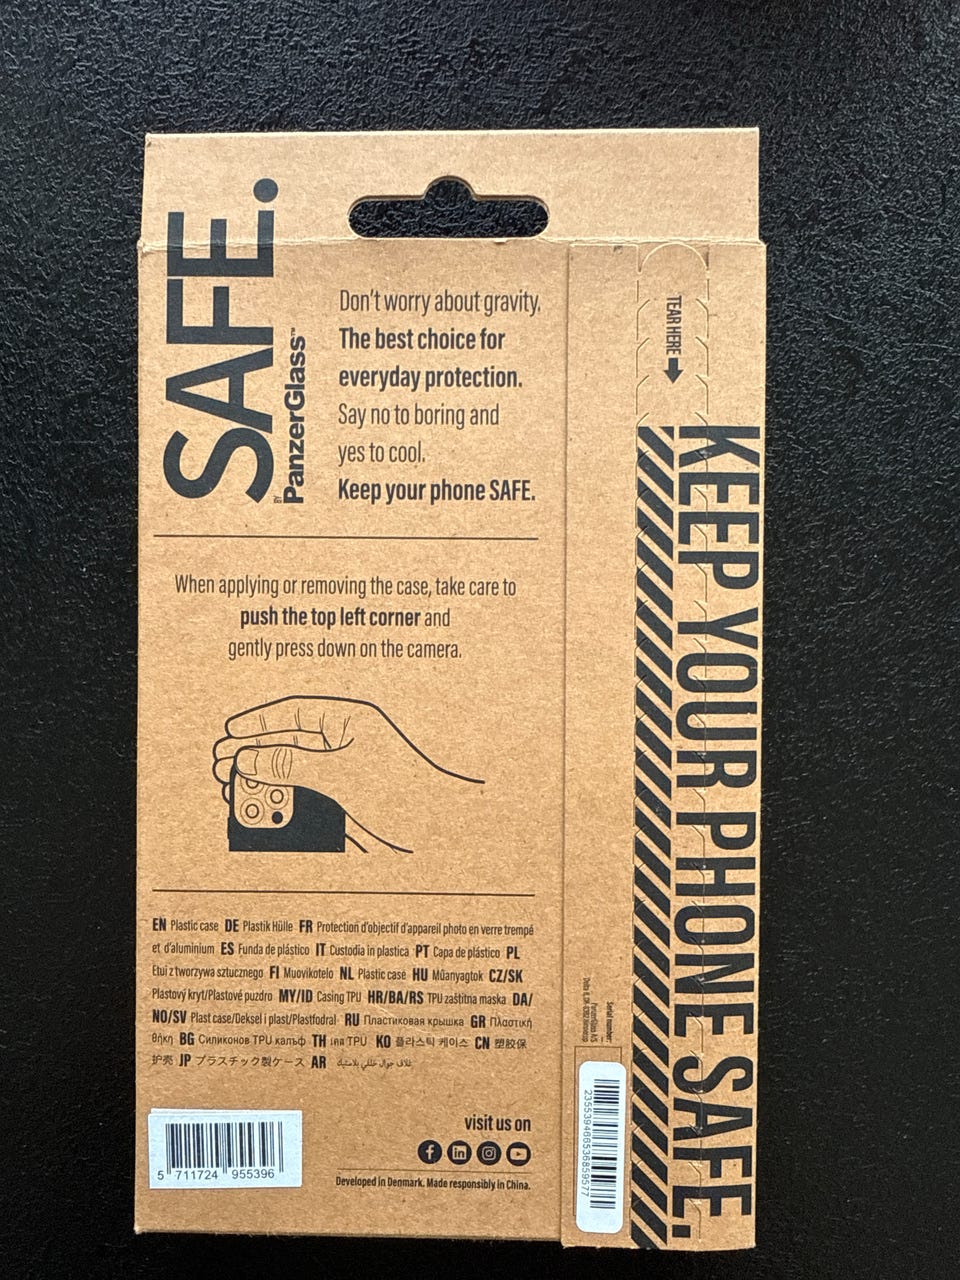 SAFE.
BY PanzerGlass™
Don't worry about gravity.
The best choice for
everyday protection.
Say no to boring and
yes to cool.
Keep your phone SAFE.
When applying or removing the case, take care to
push the top left corner and
gently press down on the camera.
EN Plastic case DE Plastik Hülle FR Protection d'objectif d'appareil photo en verre trempé
et d'aluminium ES Funda de plástico IT Custodia in plastica PT Capa de plástico PL
Etui z tworzywa sztucznego FI Muovikotelo NL Plastic case HU Műanyagtok CZ/SK
Plastový kryt/Plastové puzdro MY/ID Casing TPU HR/BA/RS TPU zaštitna maska DA/
NO/SV Plast case/Deksel i plast/Plastfodral RU Пластиковая крышка GR Πλαστική
θήκη BG Силиконов TPU калъф TH เคส TPU KO 플라스틱 케이스 CN 塑胶保
护壳 JP プラスチック製ケース AR غلاف جوال خلفي بلاستيك
5 711724 955396
visit us on
Developed in Denmark. Made responsibly in China.
TEAR HERE
KEEP YOUR PHONE SAFE.
Serial number:
PanzerGlass A/S